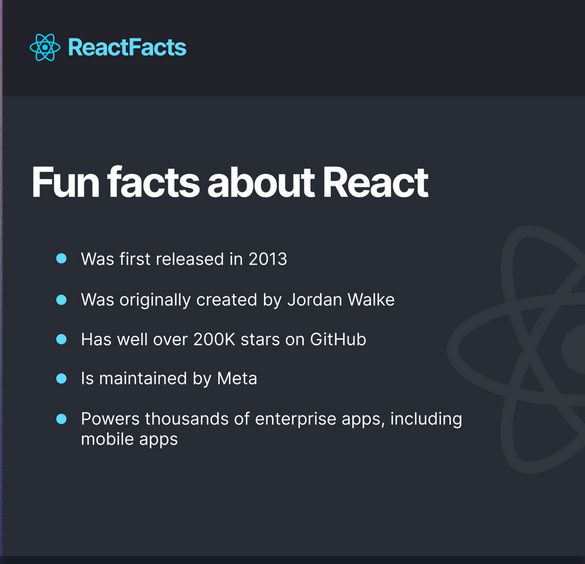 ReactFacts
Fun facts about React
Was first released in 2013
Was originally created by Jordan Walke
Has well over 200K stars on GitHub
Is maintained by Meta
Powers thousands of enterprise apps, including
mobile apps